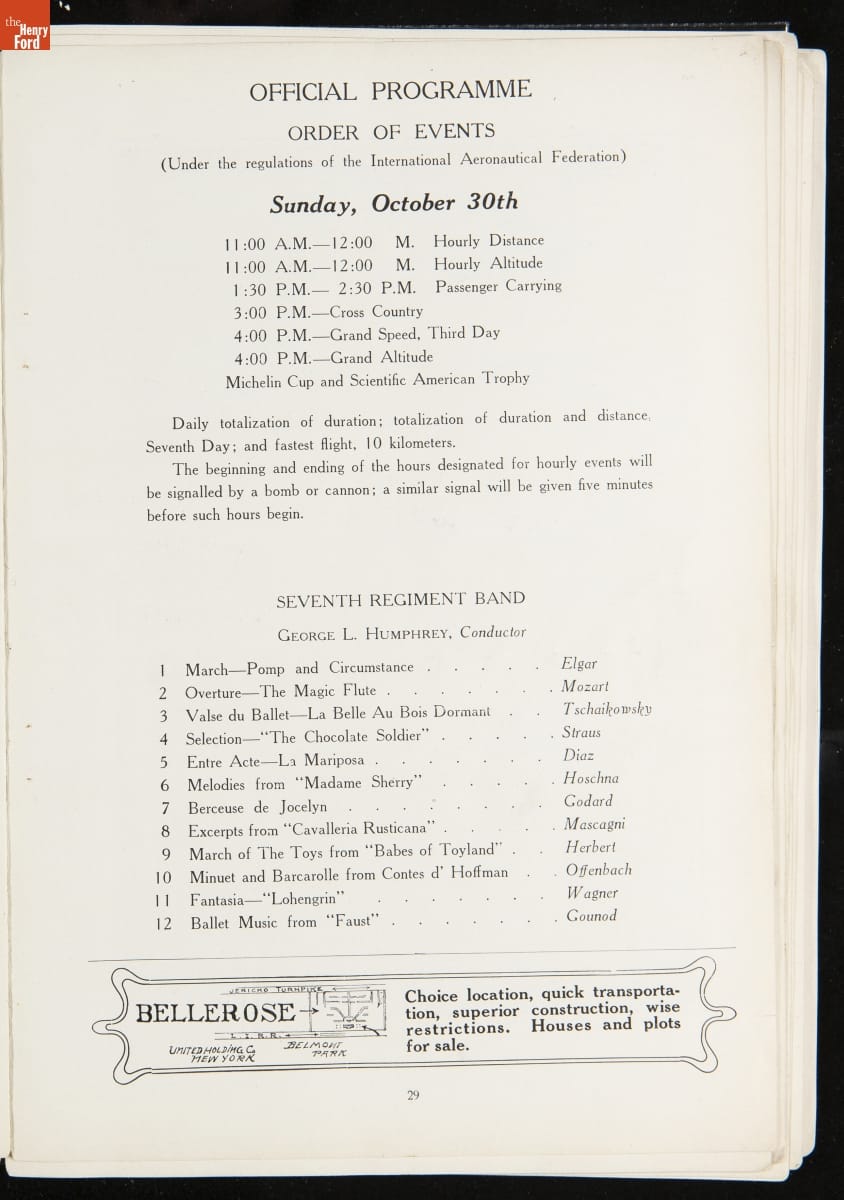 the
Henry
Ford
OFFICIAL PROGRAMME
ORDER OF EVENTS
(Under the regulations of the International Aeronautical Federation)
Sunday, October 30th
11:00 A.M.—12:00 M. Hourly Distance
11:00 A.M.—12:00 M. Hourly Altitude
1:30 P.M.— 2:30 P.M. Passenger Carrying
3:00 P.M.—Cross Country
4:00 P.M.—Grand Speed, Third Day
4:00 P.M.—Grand Altitude
Michelin Cup and Scientific American Trophy
Daily totalization of duration; totalization of duration and distance,
Seventh Day; and fastest flight, 10 kilometers.
The beginning and ending of the hours designated for hourly events will
be signalled by a bomb or cannon; a similar signal will be given five minutes
before such hours begin.
SEVENTH REGIMENT BAND
GEORGE L. HUMPHREY, Conductor
1 March—Pomp and Circumstance . . . . . Elgar
2 Overture—The Magic Flute . . . . . . . Mozart
3 Valse du Ballet—La Belle Au Bois Dormant . . Tschaikowsky
4 Selection—"The Chocolate Soldier" . . . . . Straus
5 Entre Acte—La Mariposa . . . . . . . Diaz
6 Melodies from "Madame Sherry" . . . . . Hoschna
7 Berceuse de Jocelyn . . . . . . . . Godard
8 Excerpts from "Cavalleria Rusticana" . . . . . Mascagni
9 March of The Toys from "Babes of Toyland" . . Herbert
10 Minuet and Barcarolle from Contes d' Hoffman . . Offenbach
11 Fantasia—"Lohengrin" . . . . . . . Wagner
12 Ballet Music from "Faust" . . . . . . . Gounod
JERICHO TURNPIKE
BELLEROSE
L.I.R.R.
UNITED HOLDING Co
NEW YORK
BELMONT
PARK
Choice location, quick transporta-
tion, superior construction, wise
restrictions. Houses and plots
for sale.
29